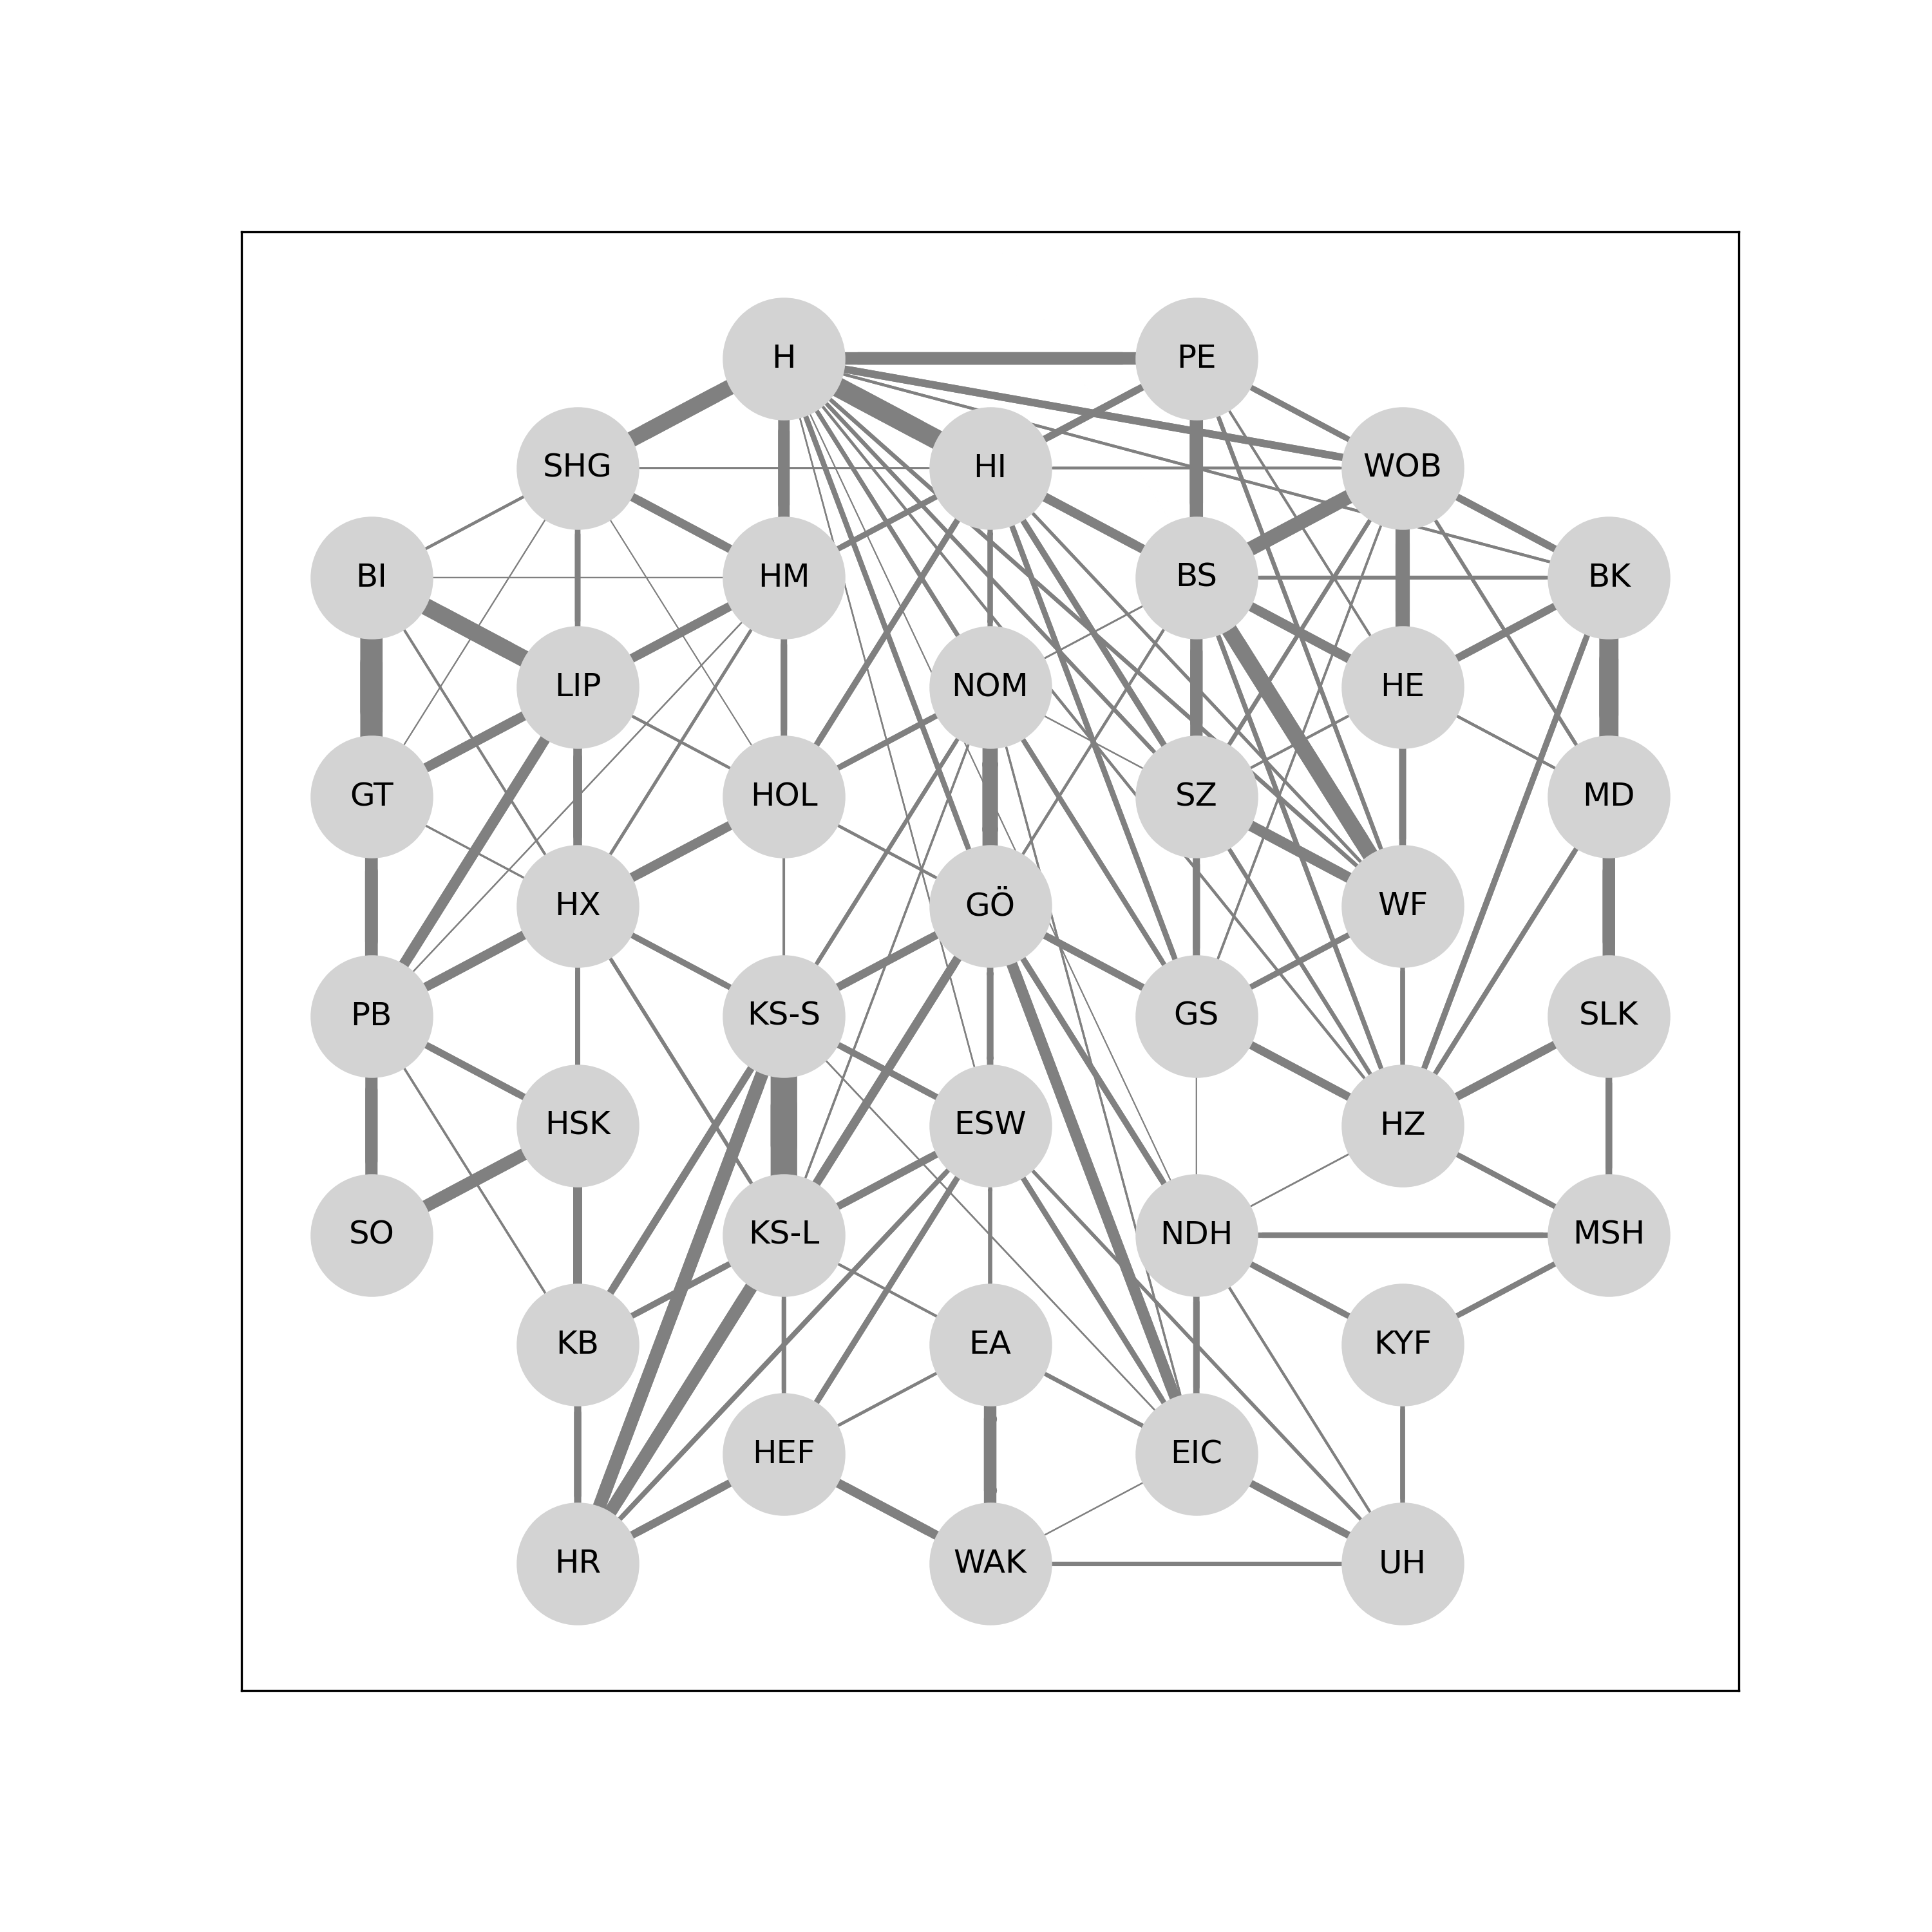 H PE
SHG HI WOB
BI HM BS BK
LIP NOM HE
GT HOL SZ MD
HX GÖ WF
PB KS-S GS SLK
HSK ESW HZ
SO KS-L NDH MSH
KB EA KYF
HEF EIC
HR WAK UH